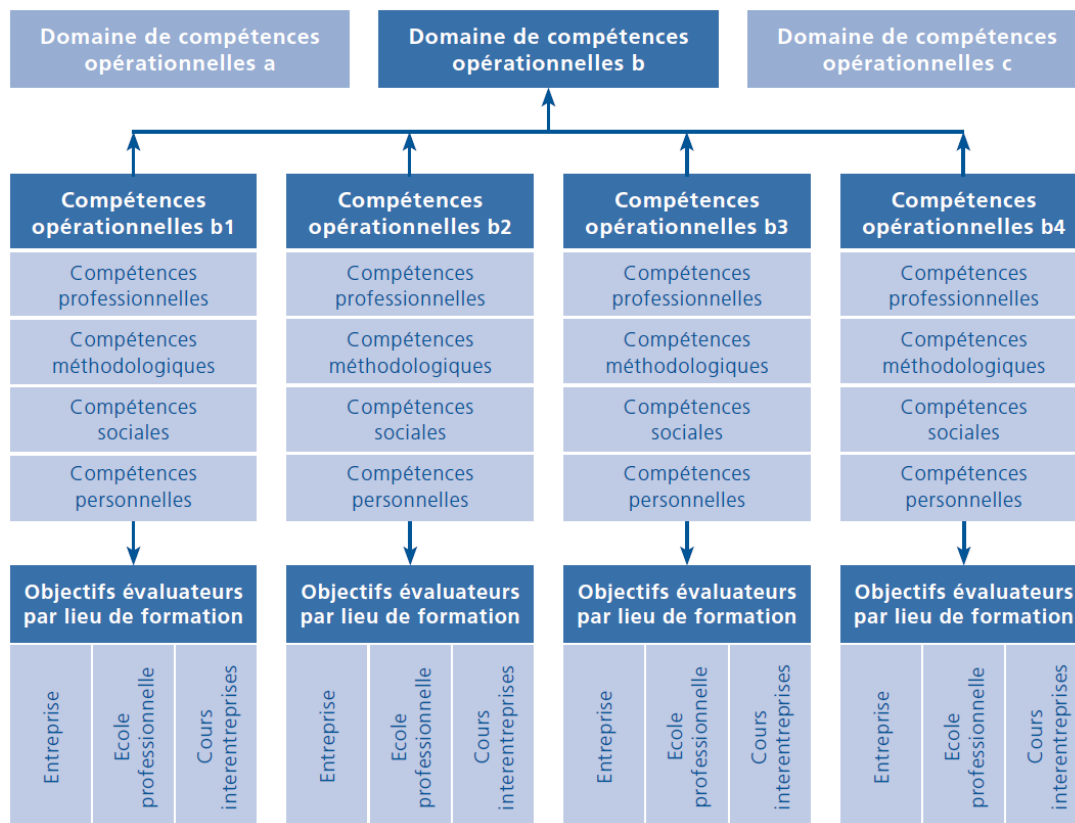 Domaine de compétences
opérationnelles a
Domaine de compétences
opérationnelles b
Domaine de compétences
opérationnelles c
Compétences
opérationnelles b1
Compétences
opérationnelles b2
Compétences
opérationnelles b3
Compétences
opérationnelles b4
Compétences
professionnelles
Compétences
professionnelles
Compétences
professionnelles
Compétences
professionnelles
Compétences
méthodologiques
Compétences
méthodologiques
Compétences
méthodologiques
Compétences
méthodologiques
Compétences
sociales
Compétences
sociales
Compétences
sociales
Compétences
sociales
Compétences
personnelles
Compétences
personnelles
Compétences
personnelles
Compétences
personnelles
Objectifs évaluateurs
par lieu de formation
Objectifs évaluateurs
par lieu de formation
Objectifs évaluateurs
par lieu de formation
Objectifs évaluateurs
par lieu de formation
Entreprise
Ecole
professionnelle
Cours
interentreprises
Entreprise
Ecole
professionnelle
Cours
interentreprises
Entreprise
Ecole
professionnelle
Cours
interentreprises
Entreprise
Ecole
professionnelle
Cours
interentreprises